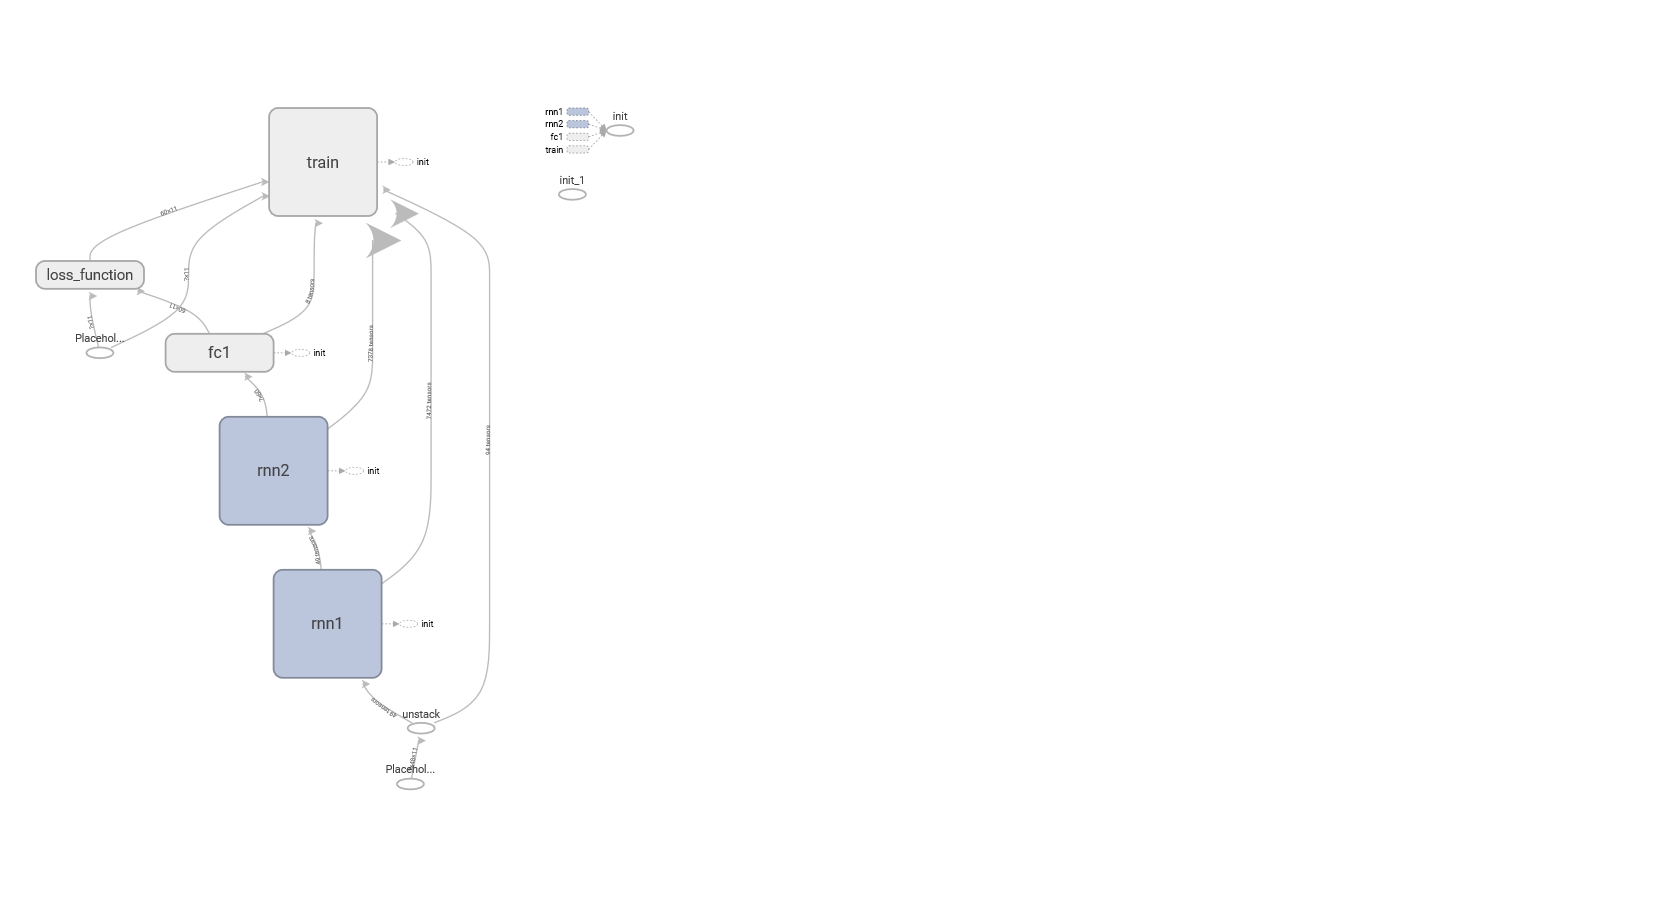 train
init
rnn1
rnn2
fc1
train
init
init_1
60x11
?x11
loss_function
Placehol...
60x11
8 tensors
fc1
init
7378 tensors
7472 tensors
94 tensors
rnn2
init
rnn1
init
unstack
Placehol...